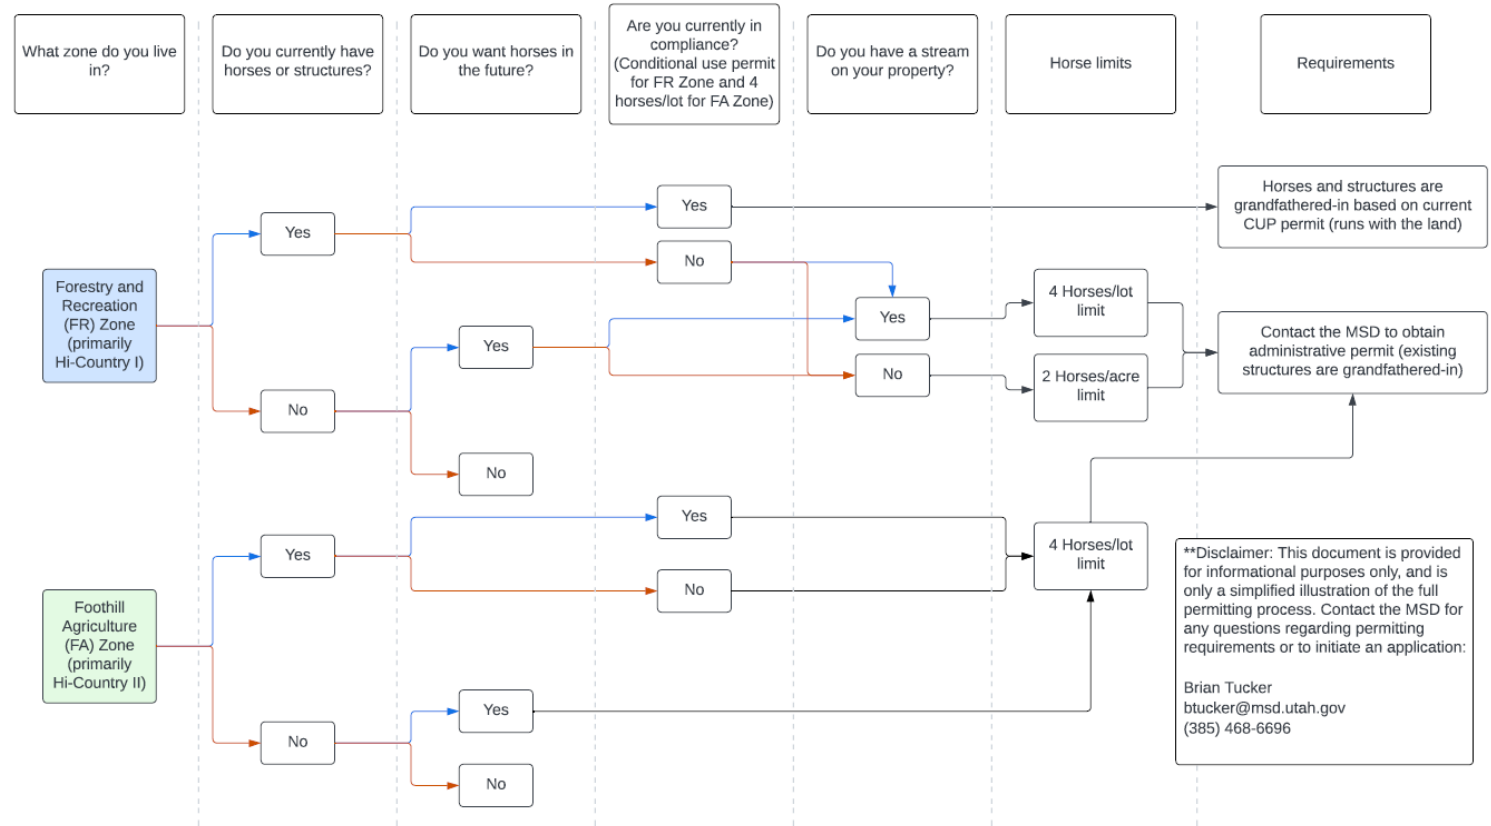 What zone do you live
in?
Do you currently have
horses or structures?
Do you want horses in
the future?
Are you currently in
compliance?
(Conditional use permit
for FR Zone and 4
horses/lot for FA Zone)
Do you have a stream
on your property?
Horse limits
Requirements
Forestry and
Recreation
(FR) Zone
(primarily
Hi-Country I)
Yes
No
Yes
No
Yes
No
Yes
No
4 Horses/lot
limit
2 Horses/acre
limit
Horses and structures are
grandfathered-in based on current
CUP permit (runs with the land)
Contact the MSD to obtain
administrative permit (existing
structures are grandfathered-in)
Foothill
Agriculture
(FA) Zone
(primarily
Hi-Country II)
Yes
No
Yes
No
Yes
No
4 Horses/lot
limit
**Disclaimer: This document is provided
for informational purposes only, and is
only a simplified illustration of the full
permitting process. Contact the MSD for
any questions regarding permitting
requirements or to initiate an application:
Brian Tucker
btucker@msd.utah.gov
(385) 468-6696